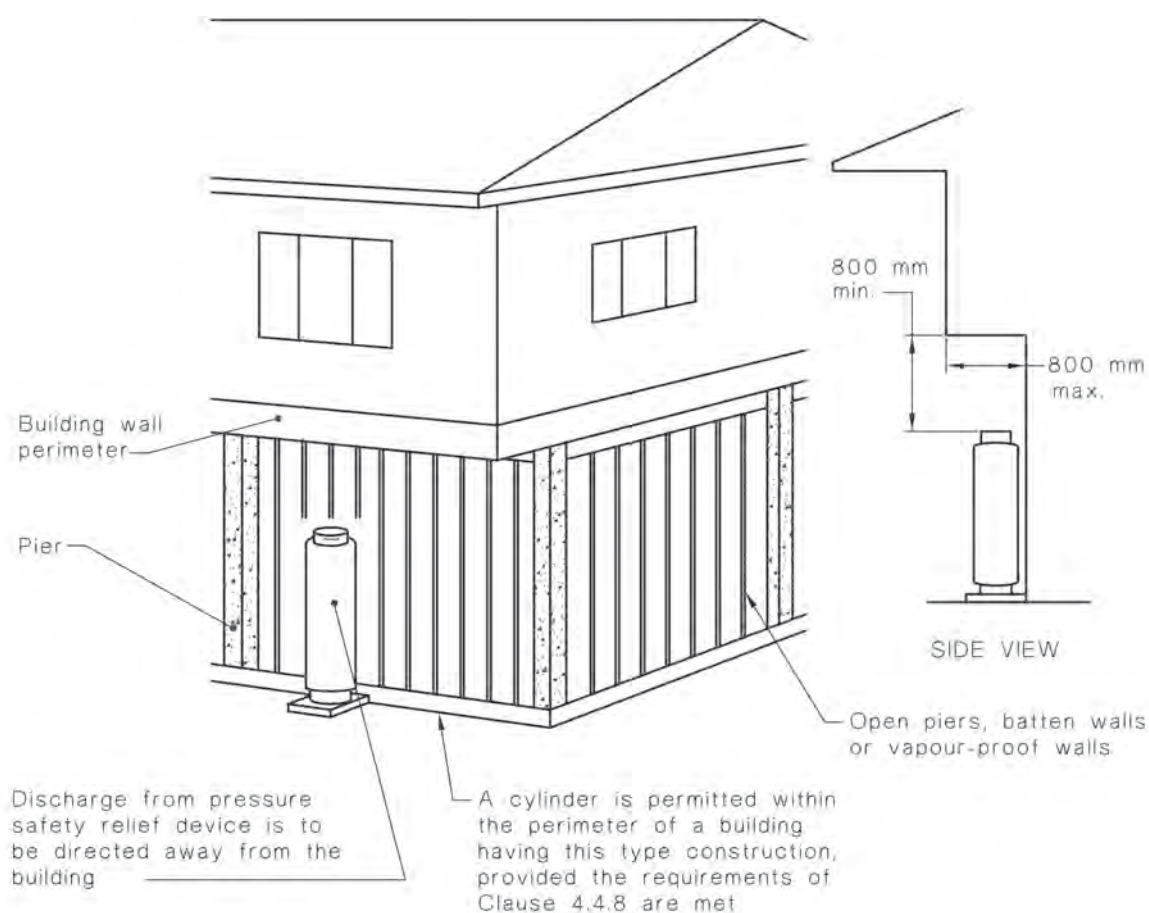 800 mm
min.
800 mm
max.
Building wall
perimeter
Pier
SIDE VIEW
Open piers, batten walls
or vapour-proof walls
Discharge from pressure
safety relief device is to
be directed away from the
building
A cylinder is permitted within
the perimeter of a building
having this type construction,
provided the requirements of
Clause 4.4.8 are met